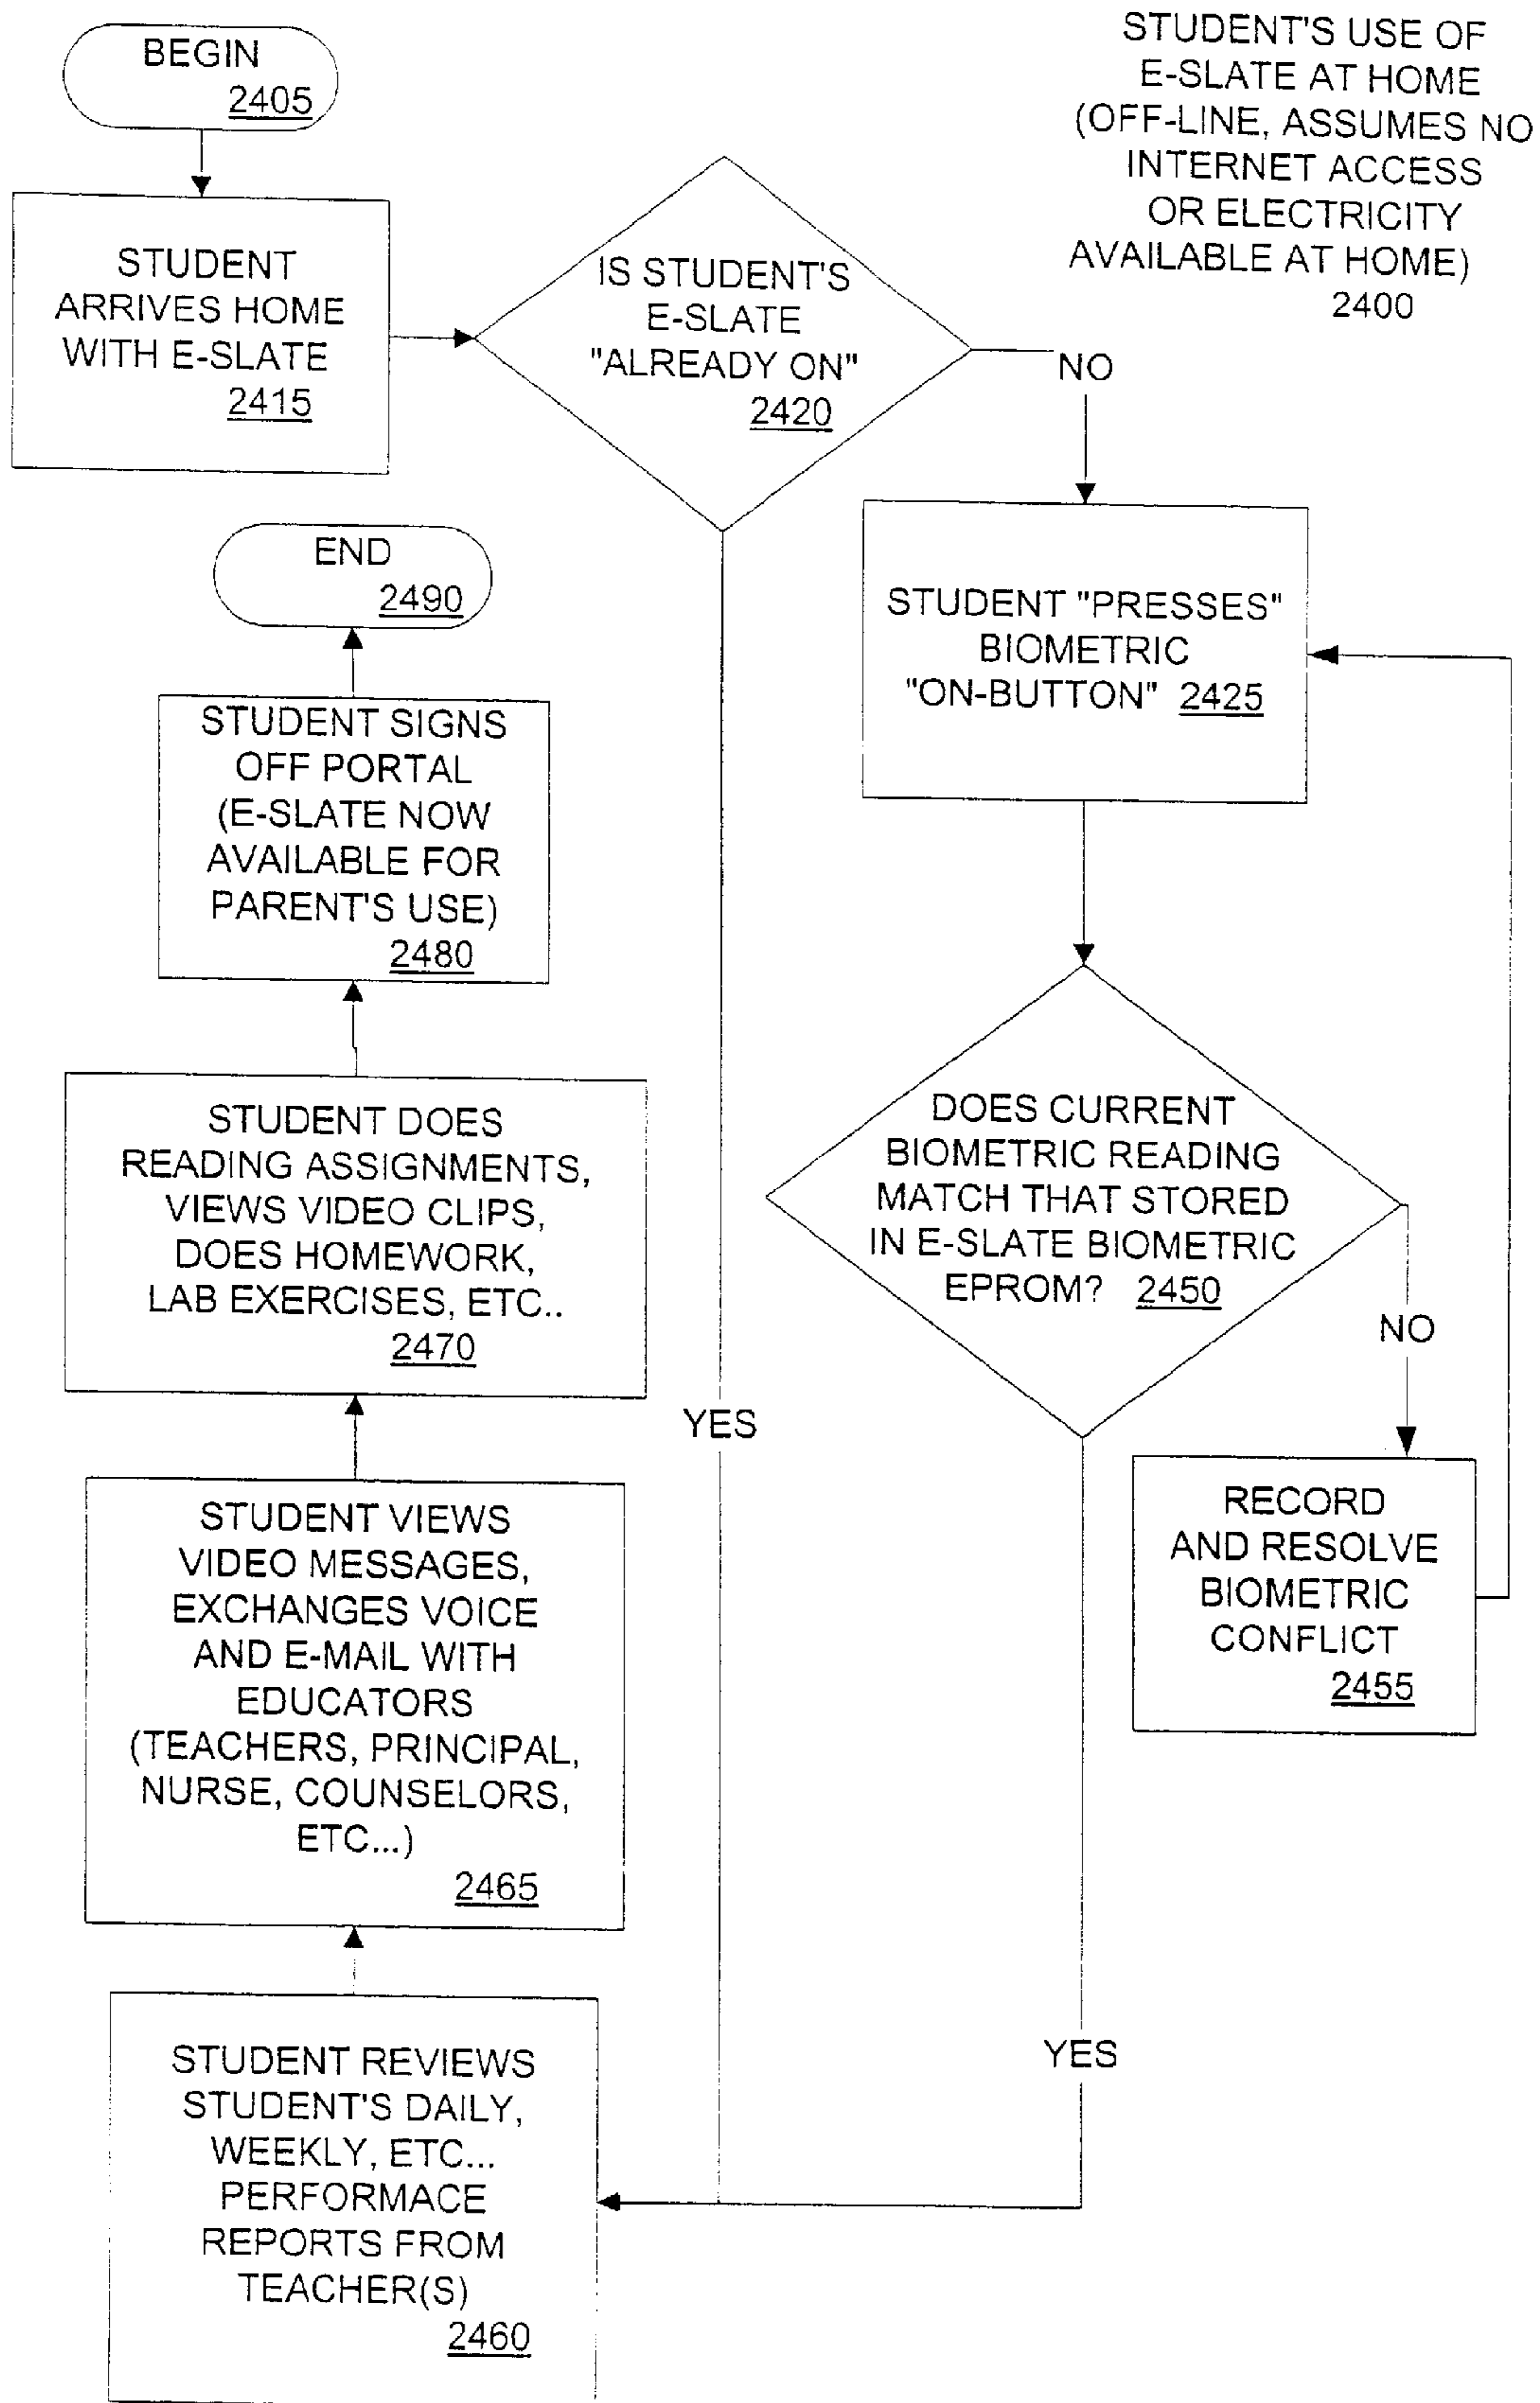 BEGIN
2405
STUDENT'S USE OF
E-SLATE AT HOME
(OFF-LINE, ASSUMES NO
INTERNET ACCESS
OR ELECTRICITY
AVAILABLE AT HOME)
2400
STUDENT
ARRIVES HOME
WITH E-SLATE
2415
IS STUDENT'S
E-SLATE
"ALREADY ON"
2420
NO
STUDENT "PRESSES"
BIOMETRIC
"ON-BUTTON" 2425
DOES CURRENT
BIOMETRIC READING
MATCH THAT STORED
IN E-SLATE BIOMETRIC
EPROM? 2450
NO
RECORD
AND RESOLVE
BIOMETRIC
CONFLICT
2455
YES
YES
STUDENT REVIEWS
STUDENT'S DAILY,
WEEKLY, ETC...
PERFORMACE
REPORTS FROM
TEACHER(S)
2460
STUDENT VIEWS
VIDEO MESSAGES,
EXCHANGES VOICE
AND E-MAIL WITH
EDUCATORS
(TEACHERS, PRINCIPAL,
NURSE, COUNSELORS,
ETC...)
2465
STUDENT DOES
READING ASSIGNMENTS,
VIEWS VIDEO CLIPS,
DOES HOMEWORK,
LAB EXERCISES, ETC..
2470
STUDENT SIGNS
OFF PORTAL
(E-SLATE NOW
AVAILABLE FOR
PARENT'S USE)
2480
END
2490